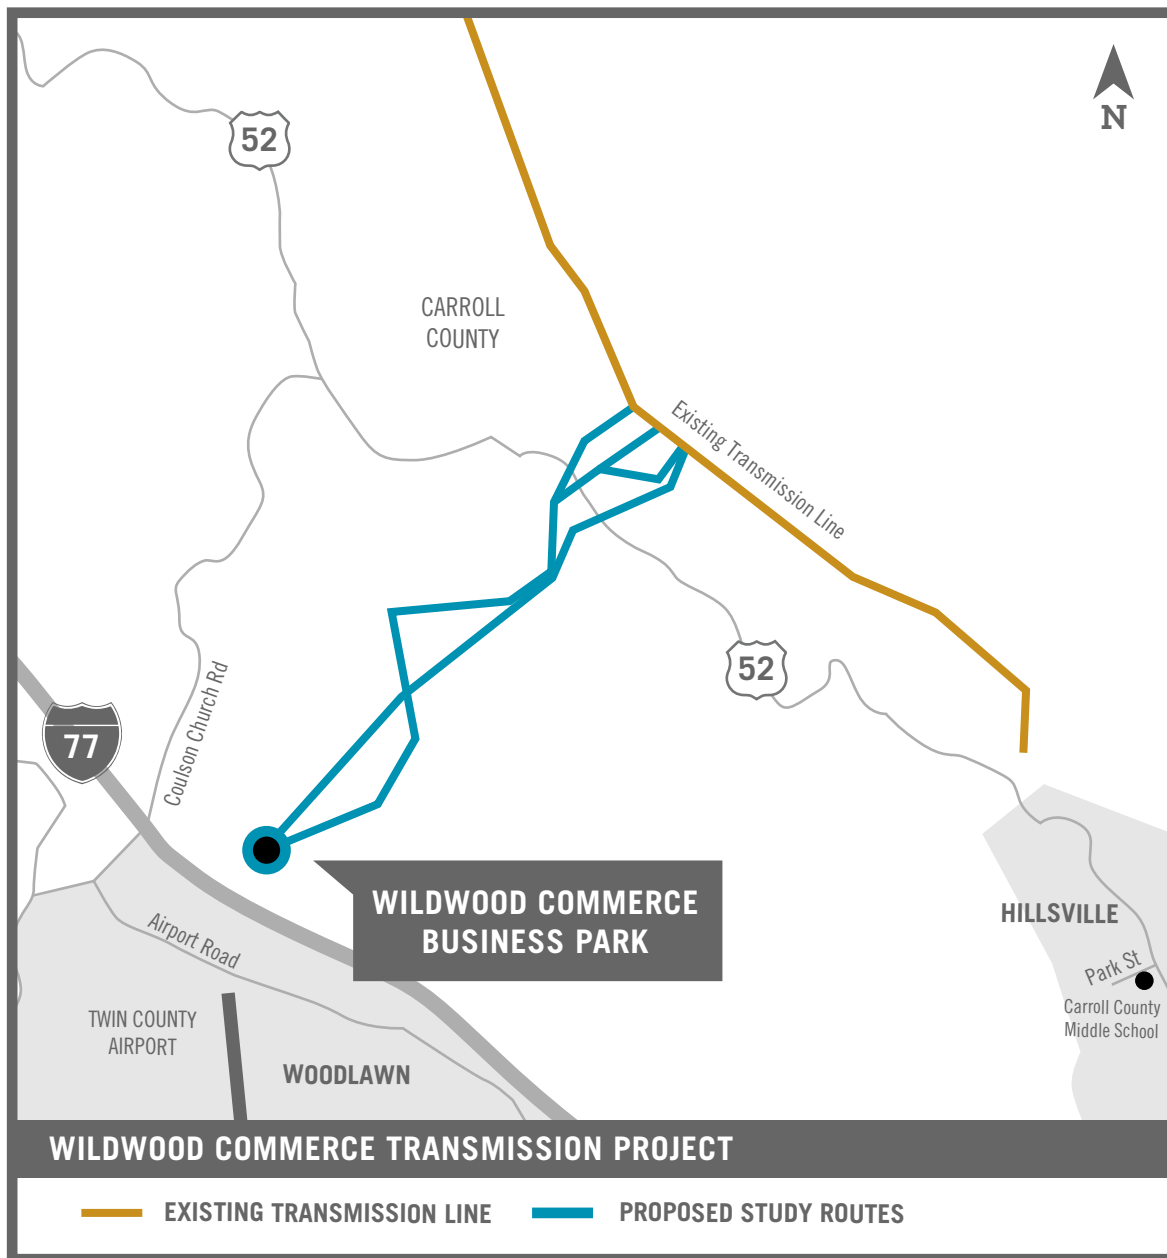 N
52
CARROLL
COUNTY
Existing Transmission Line
52
Coulson Church Rd
77
WILDWOOD COMMERCE
BUSINESS PARK
HILLSVILLE
Airport Road
Park St
Carroll County
Middle School
TWIN COUNTY
AIRPORT
WOODLAWN
WILDWOOD COMMERCE TRANSMISSION PROJECT
EXISTING TRANSMISSION LINE
PROPOSED STUDY ROUTES